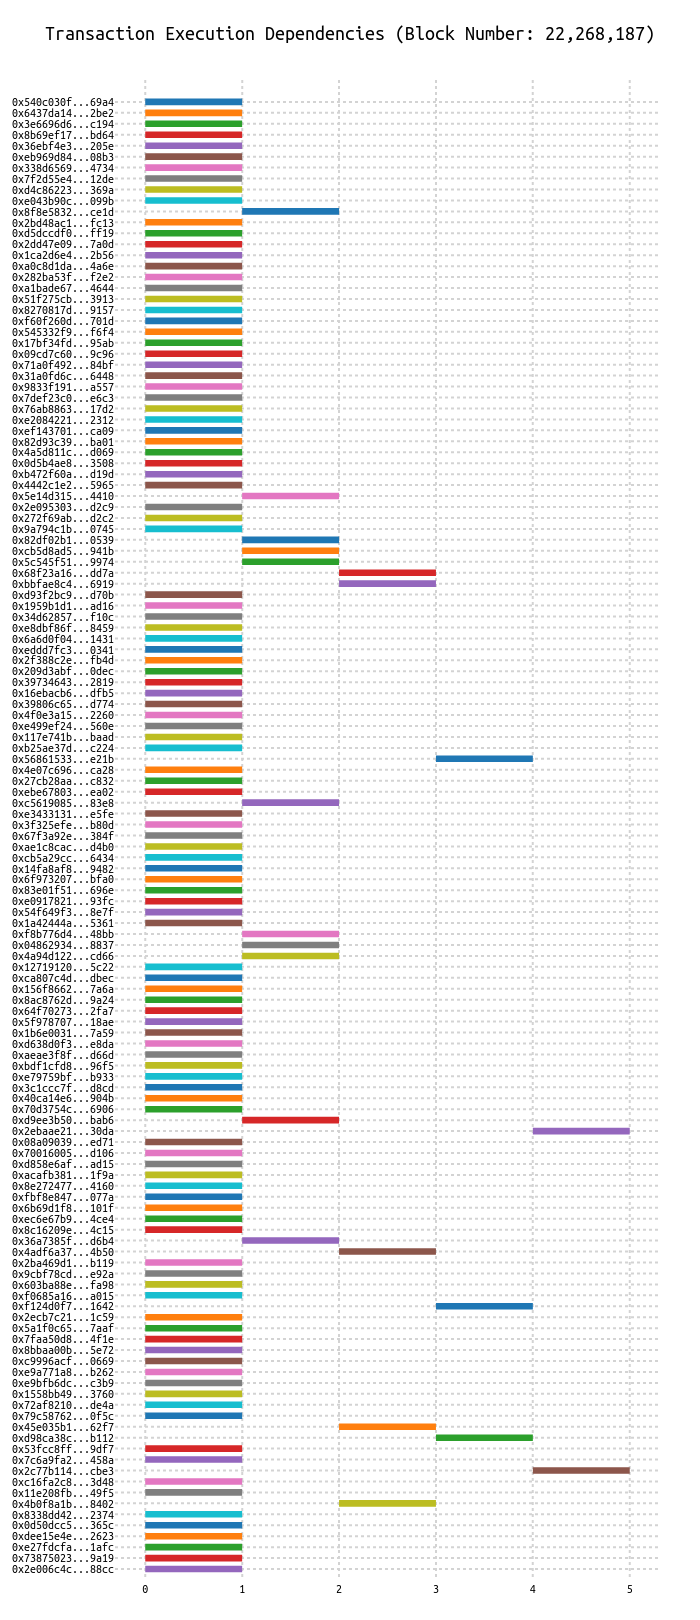 Transaction Execution Dependencies (Block Number: 22,268,187)
0x540c030f...69a4
0x6437da14...2be2
0x3e6696d6...c194
0x8b69ef17...bd64
0x36ebf4e3...205e
0xeb969d84...08b3
0x338d6569...4734
0x7f2d55e4...12de
0xd4c86223...369a
0xe043b90c...099b
0x8f8e5832...ce1d
0x2bd48ac1...fc13
0xd5dccdf0...ff19
0x2dd47e09...7a0d
0x1ca2d6e4...2b56
0xa0c8d1da...4a6e
0x282ba53f...f2e2
0xa1bade67...4644
0x51f275cb...3913
0x8270817d...9157
0xf60f260d...701d
0x545332f9...f6f4
0x17bf34fd...95ab
0x09cd7c60...9c96
0x71a0f492...84bf
0x31a0fd6c...6448
0x9833f191...a557
0x7def23c0...e6c3
0x76ab8863...17d2
0xe2084221...2312
0xef143701...ca09
0x82d93c39...ba01
0x4a5d811c...d069
0x0d5b4ae8...3508
0xb472f60a...d19d
0x4442c1e2...5965
0x5e14d315...4410
0x2e095303...d2c9
0x272f69ab...d2c2
0x9a794c1b...0745
0x82df02b1...0539
0xcb5d8ad5...941b
0x5c545f51...9974
0x68f23a16...dd7a
0xbbfae8c4...6919
0xd93f2bc9...d70b
0x1959b1d1...ad16
0x34d62857...f10c
0xe8dbf86f...8459
0x6a6d0f04...1431
0xeddd7fc3...0341
0x2f388c2e...fb4d
0x209d3abf...0dec
0x39734643...2819
0x16ebacb6...dfb5
0x39806c65...d774
0x4f0e3a15...2260
0xe499ef24...560e
0x117e741b...baad
0xb25ae37d...c224
0x56861533...e21b
0x4e07c696...ca28
0x27cb28aa...c832
0xebe67803...ea02
0xc5619085...83e8
0xe3433131...e5fe
0x3f325efe...b80d
0x67f3a92e...384f
0xae1c8cac...d4b0
0xcb5a29cc...6434
0x14fa8af8...9482
0x6f973207...bfa0
0x83e01f51...696e
0xe0917821...93fc
0x54f649f3...8e7f
0x1a42444a...5361
0xf8b776d4...48bb
0x04862934...8837
0x4a94d122...cd66
0x12719120...5c22
0xca807c4d...dbec
0x156f8662...7a6a
0x8ac8762d...9a24
0x64f70273...2fa7
0x5f978707...18ae
0x1b6e0031...7a59
0xd638d0f3...e8da
0xaeae3f8f...d66d
0xbdf1cfd8...96f5
0xe79759bf...b933
0x3c1ccc7f...d8cd
0x40ca14e6...904b
0x70d3754c...6906
0xd9ee3b50...bab6
0x2ebaae21...30da
0x08a09039...ed71
0x70016005...d106
0xd858e6af...ad15
0xacafb381...1f9a
0x8e272477...4160
0xfbf8e847...077a
0x6b69d1f8...101f
0xec6e67b9...4ce4
0x8c16209e...4c15
0x36a7385f...d6b4
0x4adf6a37...4b50
0x2ba469d1...b119
0x9cbf78cd...e92a
0x603ba88e...fa98
0xf0685a16...a015
0xf124d0f7...1642
0x2ecb7c21...1c59
0x5a1f0c65...7aaf
0x7faa50d8...4f1e
0x8bbaa00b...5e72
0xc9996acf...0669
0xe9a771a8...b262
0xe9bfb6dc...c3b9
0x1558bb49...3760
0x72af8210...de4a
0x79c58762...0f5c
0x45e035b1...62f7
0xd98ca38c...b112
0x53fcc8ff...9df7
0x7c6a9fa2...458a
0x2c77b114...cbe3
0xc16fa2c8...3d48
0x11e208fb...49f5
0x4b0f8a1b...8402
0x8338dd42...2374
0x0d50dcc5...365c
0xdee15e4e...2623
0xe27fdcfa...1afc
0x73875023...9a19
0x2e006c4c...88cc
0 1 2 3 4 5